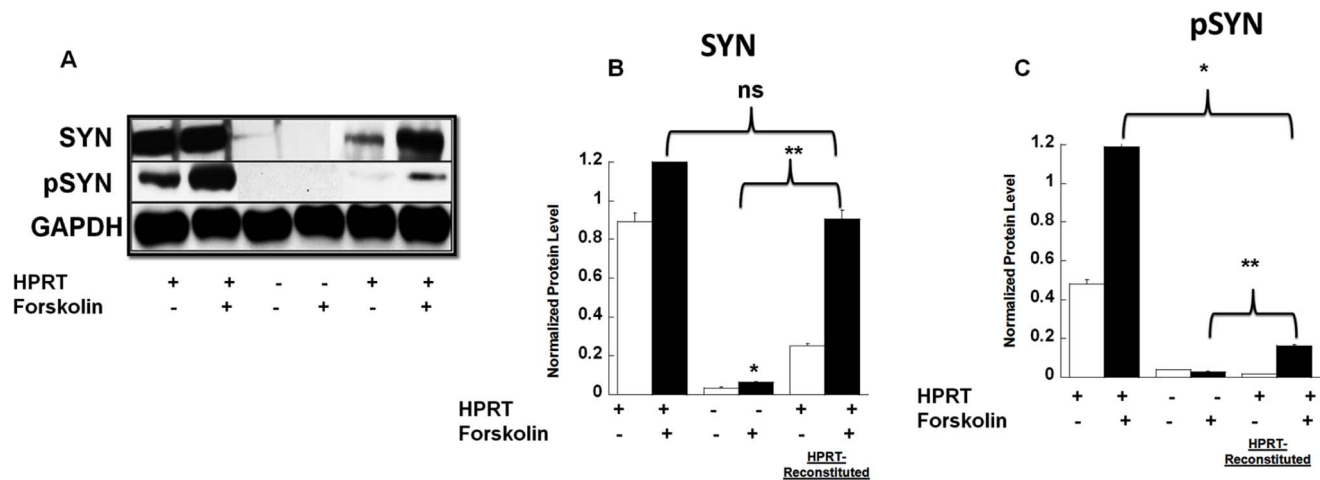 A
SYN
pSYN
GAPDH
HPRT + + - - + +
Forskolin - + - + - +
SYN
B
ns
**
*
Normalized Protein Level
1.2
1
0.8
0.6
0.4
0.2
0
HPRT + + - - + +
Forskolin - + - + - +
HPRT-
Reconstituted
pSYN
C
*
**
Normalized Protein Level
1.2
1
0.8
0.6
0.4
0.2
0
HPRT + + - - + +
Forskolin - + - + - +
HPRT-
Reconstituted